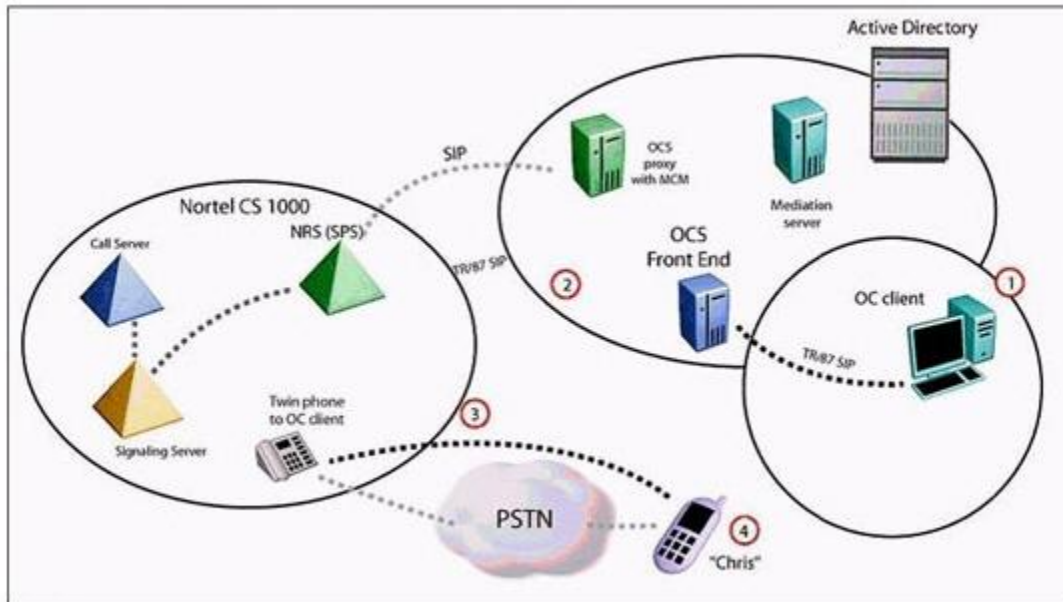 Active Directory
SIP
OCS
proxy
with MCM
Mediation
server
Nortel CS 1000
NRS (SPS)
Call Server
TR/87 SIP
OCS
Front End
2
1
OC client
TR/87 SIP
Twin phone
to OC client
3
Signaling Server
PSTN
4
"Chris"